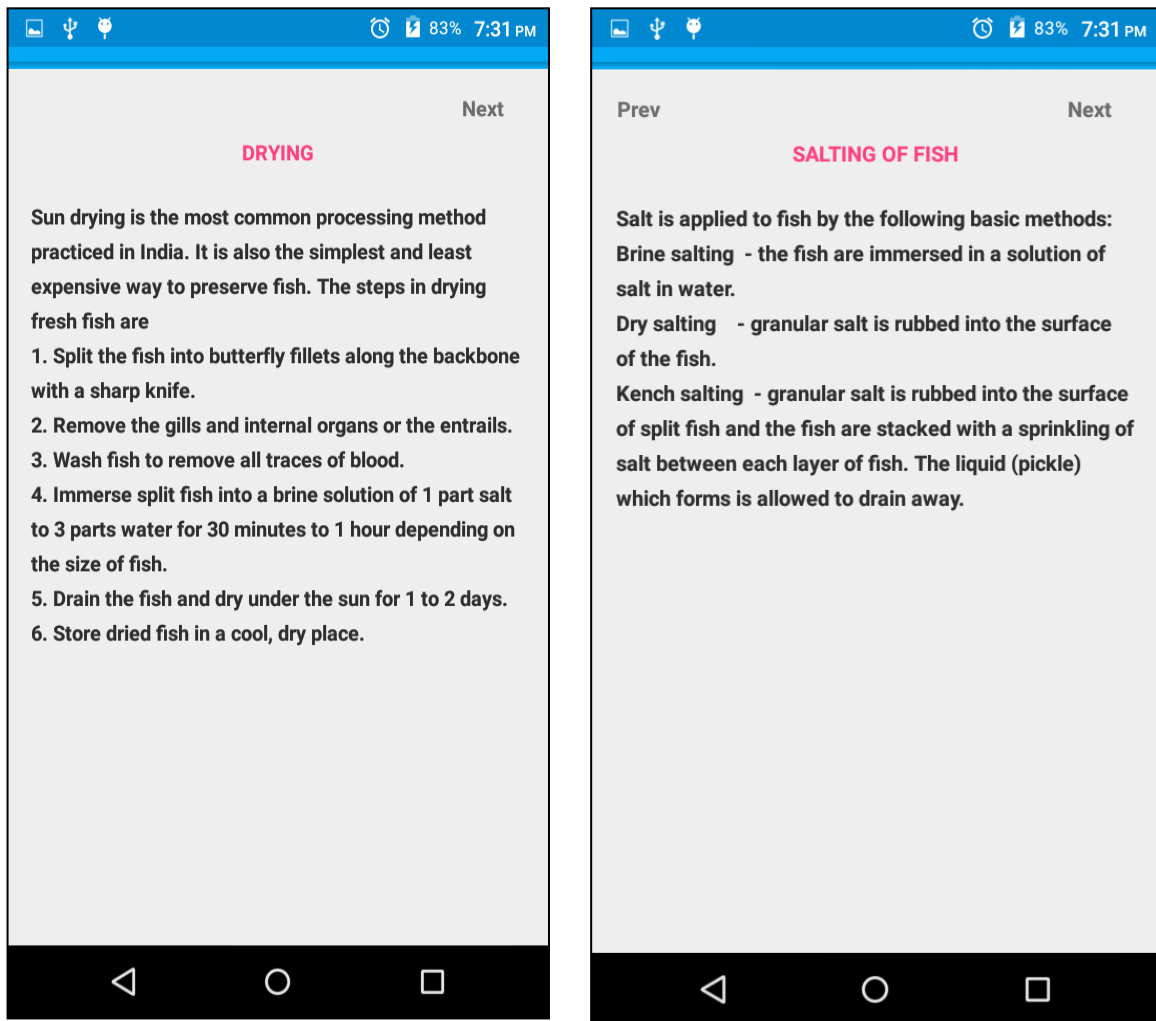 83% 7:31 PM
Next
DRYING
Sun drying is the most common processing method
practiced in India. It is also the simplest and least
expensive way to preserve fish. The steps in drying
fresh fish are
1. Split the fish into butterfly fillets along the backbone
with a sharp knife.
2. Remove the gills and internal organs or the entrails.
3. Wash fish to remove all traces of blood.
4. Immerse split fish into a brine solution of 1 part salt
to 3 parts water for 30 minutes to 1 hour depending on
the size of fish.
5. Drain the fish and dry under the sun for 1 to 2 days.
6. Store dried fish in a cool, dry place.
83% 7:31 PM
Prev Next
SALTING OF FISH
Salt is applied to fish by the following basic methods:
Brine salting - the fish are immersed in a solution of
salt in water.
Dry salting - granular salt is rubbed into the surface
of the fish.
Kench salting - granular salt is rubbed into the surface
of split fish and the fish are stacked with a sprinkling of
salt between each layer of fish. The liquid (pickle)
which forms is allowed to drain away.